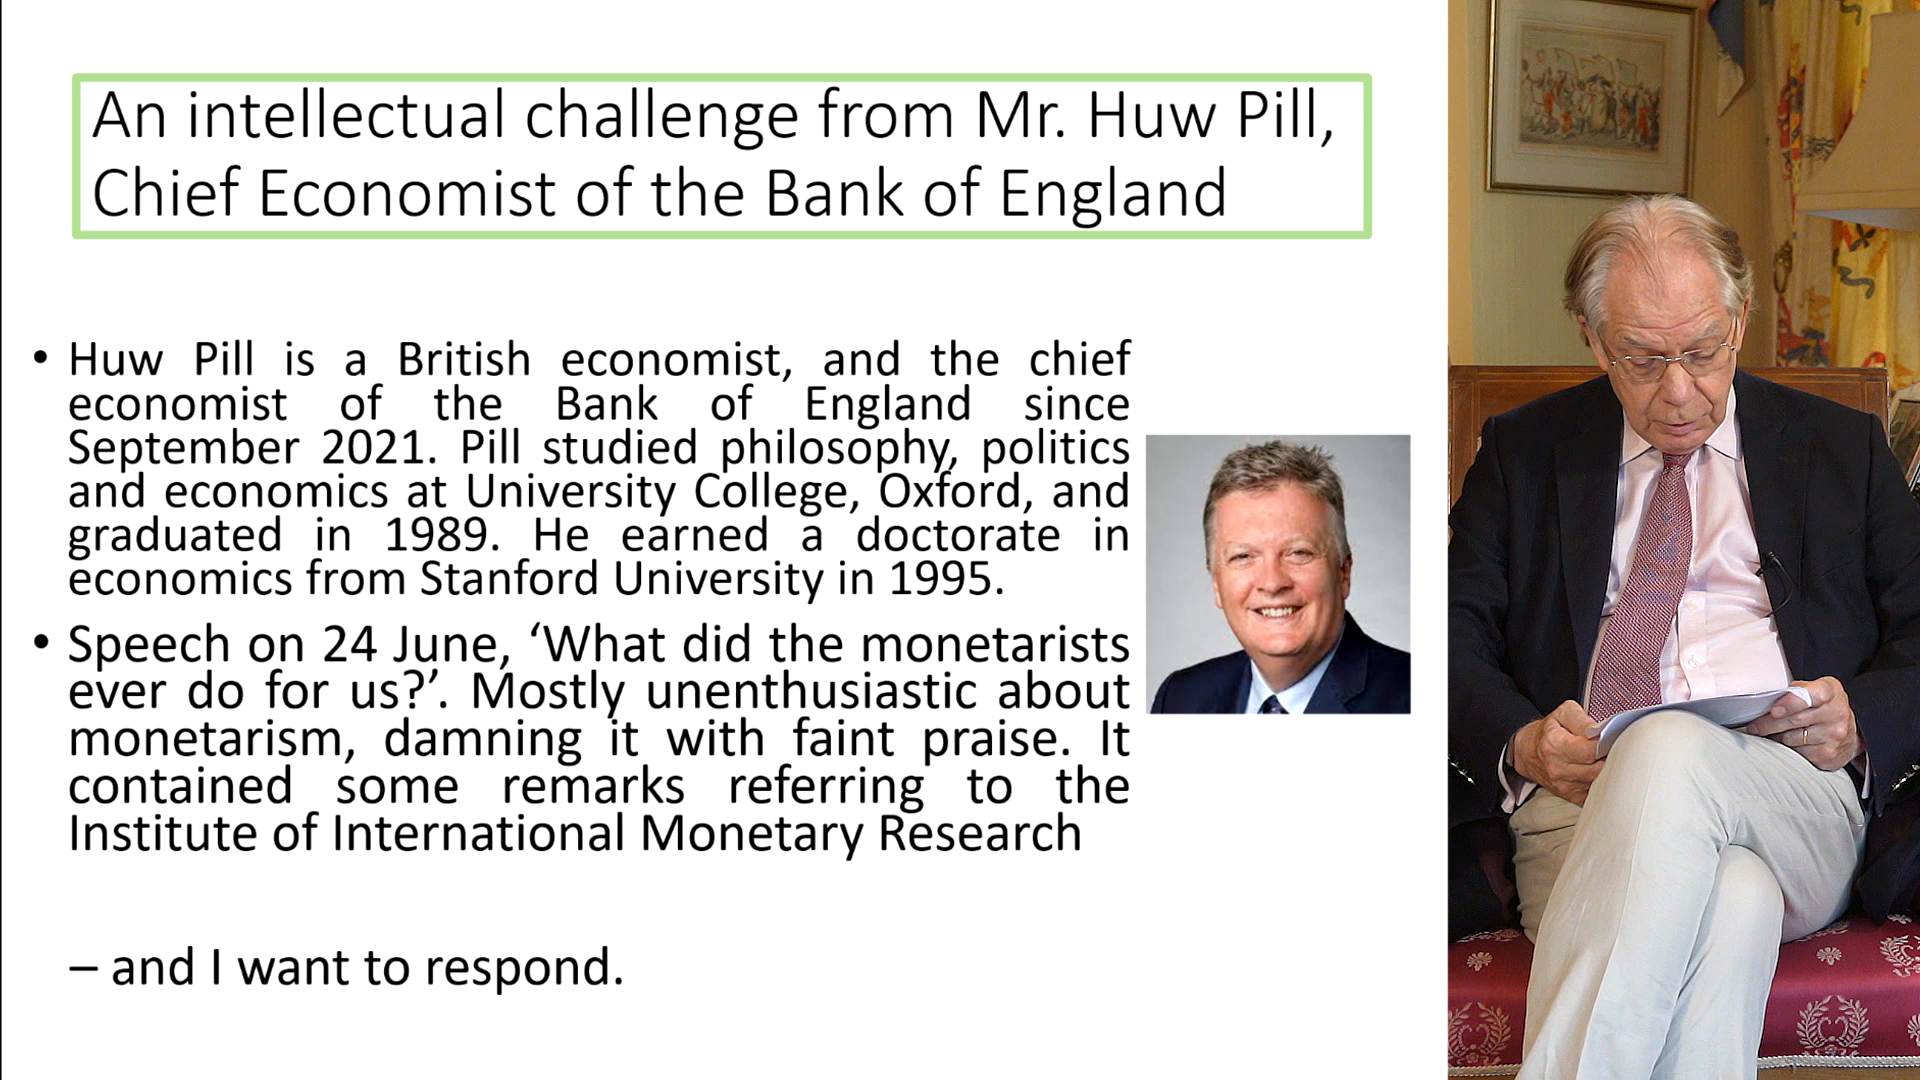 An intellectual challenge from Mr. Huw Pill,
Chief Economist of the Bank of England
• Huw Pill is a British economist, and the chief
economist of the Bank of England since
September 2021. Pill studied philosophy, politics
and economics at University College, Oxford, and
graduated in 1989. He earned a doctorate in
economics from Stanford University in 1995.
• Speech on 24 June, ‘What did the monetarists
ever do for us?’. Mostly unenthusiastic about
monetarism, damning it with faint praise. It
contained some remarks referring to the
Institute of International Monetary Research
– and I want to respond.